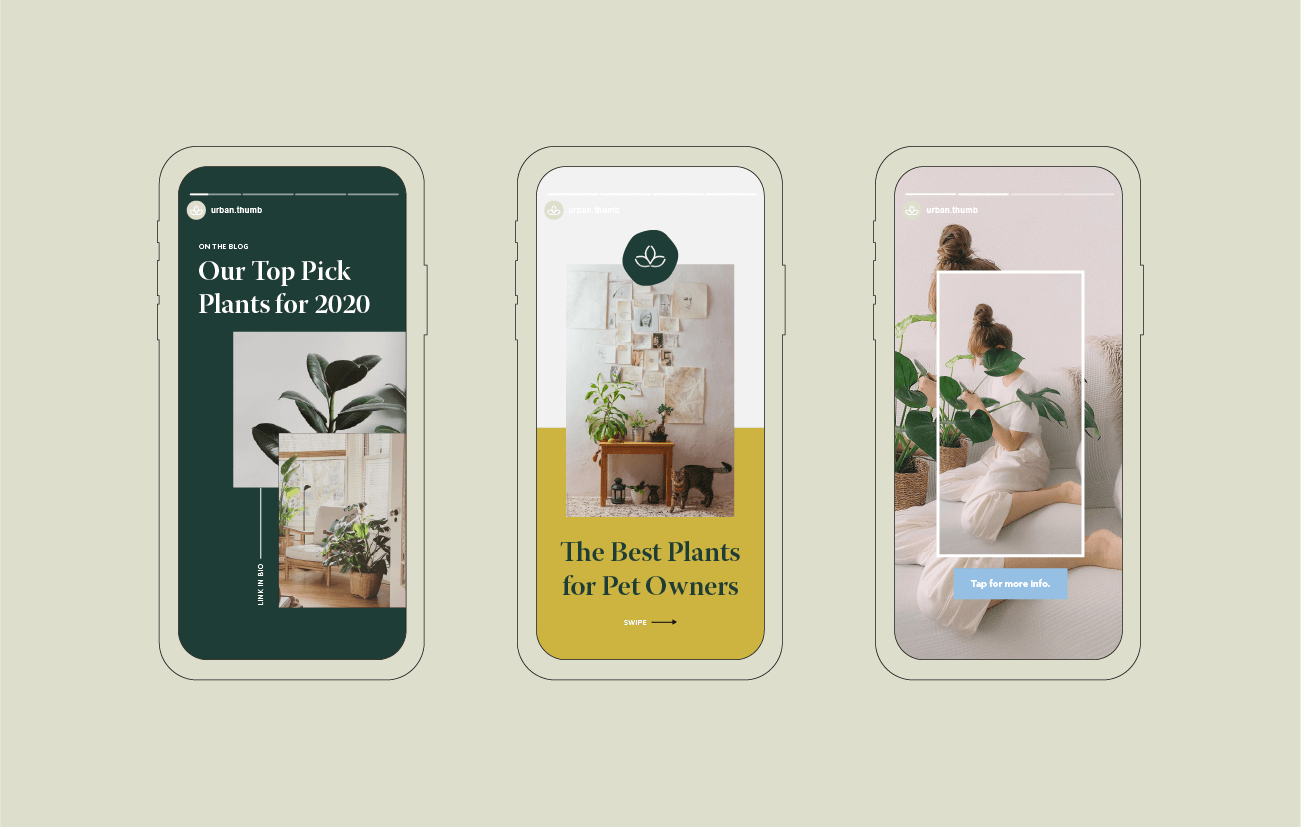 urban.thumb
ON THE BLOG
Our Top Pick
Plants for 2020
LINK IN BIO
urban.thumb
The Best Plants
for Pet Owners
SWIPE
urban.thumb
Tap for more info.